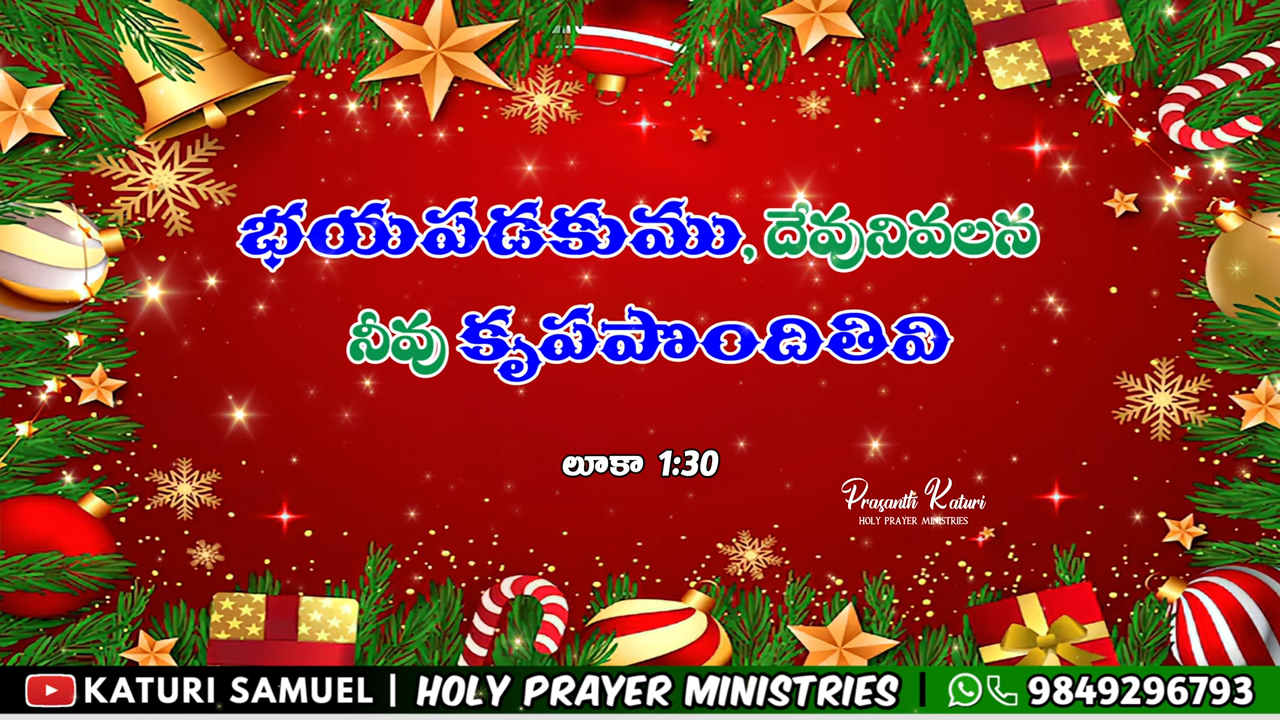 భయపడకుము, దేవునివలన
నీవు కృపపొందితివి
లూకా 1:30
Prasanth Katuri
HOLY PRAYER MINISTRIES
KATURI SAMUEL | HOLY PRAYER MINISTRIES | 9849296793